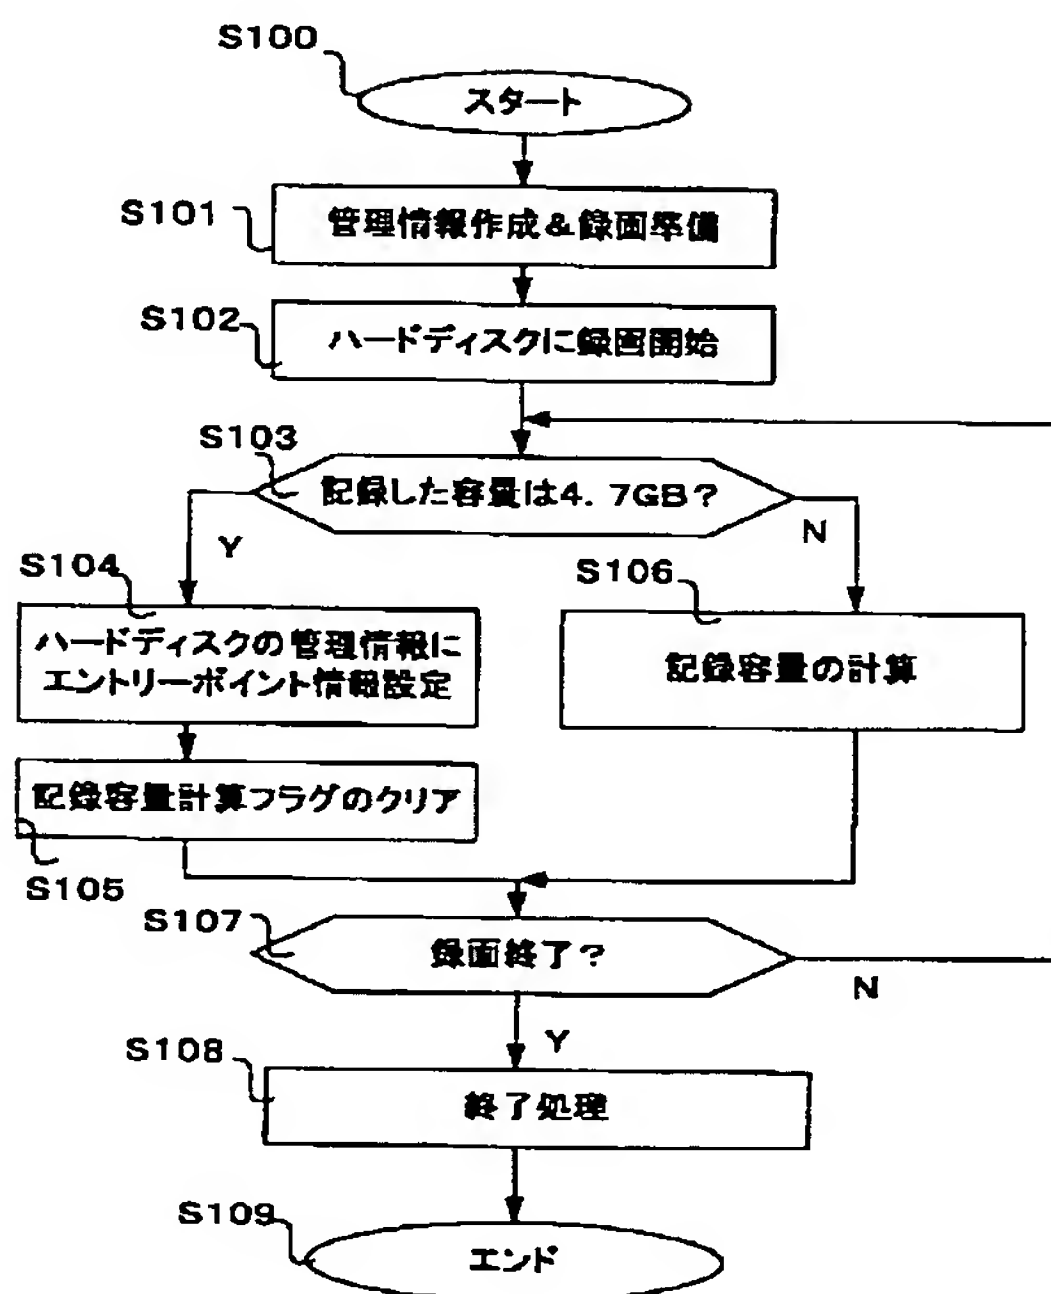 S100
スタート
S101
管理情報作成&録画準備
S102
ハードディスクに録画開始
S103
記録した容量は4.7GB?
Y
N
S104
ハードディスクの管理情報に
エントリーポイント情報設定
S106
記録容量の計算
記録容量計算フラグのクリア
S105
S107
録画終了?
N
Y
S108
終了処理
S109
エンド